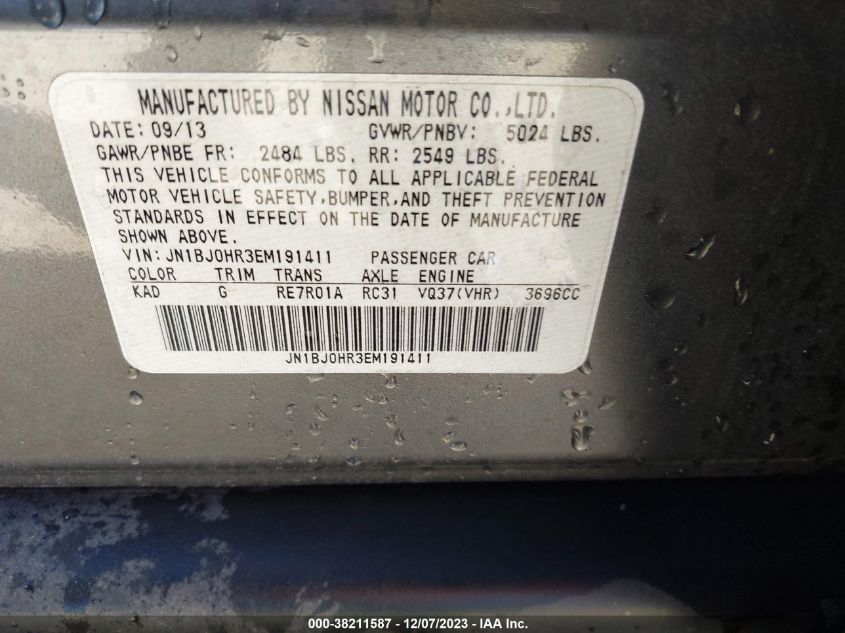 MANUFACTURED BY NISSAN MOTOR CO.,LTD.
DATE: 09/13 GVWR/PNBV: 5024 LBS.
GAWR/PNBE FR: 2484 LBS. RR: 2549 LBS.
THIS VEHICLE CONFORMS TO ALL APPLICABLE FEDERAL
MOTOR VEHICLE SAFETY,BUMPER,AND THEFT PREVENTION
STANDARDS IN EFFECT ON THE DATE OF MANUFACTURE
SHOWN ABOVE.
VIN: JN1BJ0HR3EM191411 PASSENGER CAR
COLOR TRIM TRANS AXLE ENGINE
KAD G RE7R01A RC31 VQ37(VHR) 3696CC
JN1BJ0HR3EM191411
000-38211587 - 12/07/2023 - © IAA Inc.